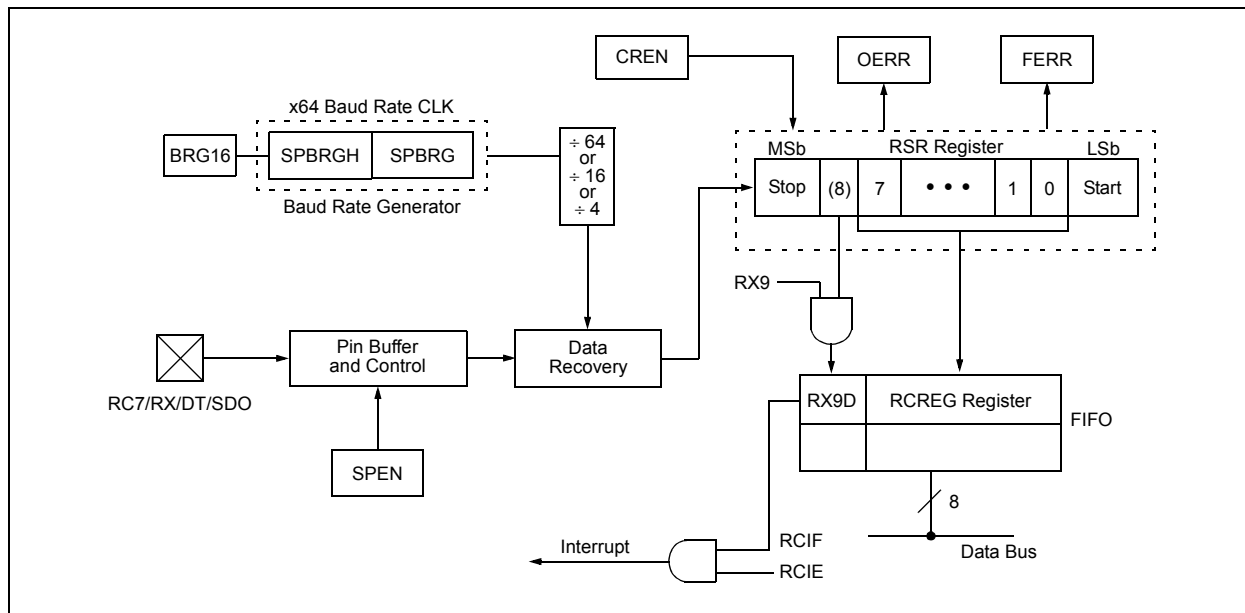 CREN
OERR
FERR
x64 Baud Rate CLK
BRG16
SPBRGH
SPBRG
Baud Rate Generator
÷ 64
or
÷ 16
or
÷ 4
MSb
RSR Register
LSb
Stop
(8)
7
• • •
1
0
Start
RX9
Pin Buffer
and Control
Data
Recovery
RC7/RX/DT/SDO
SPEN
RX9D
RCREG Register
FIFO
8
Data Bus
Interrupt
RCIF
RCIE